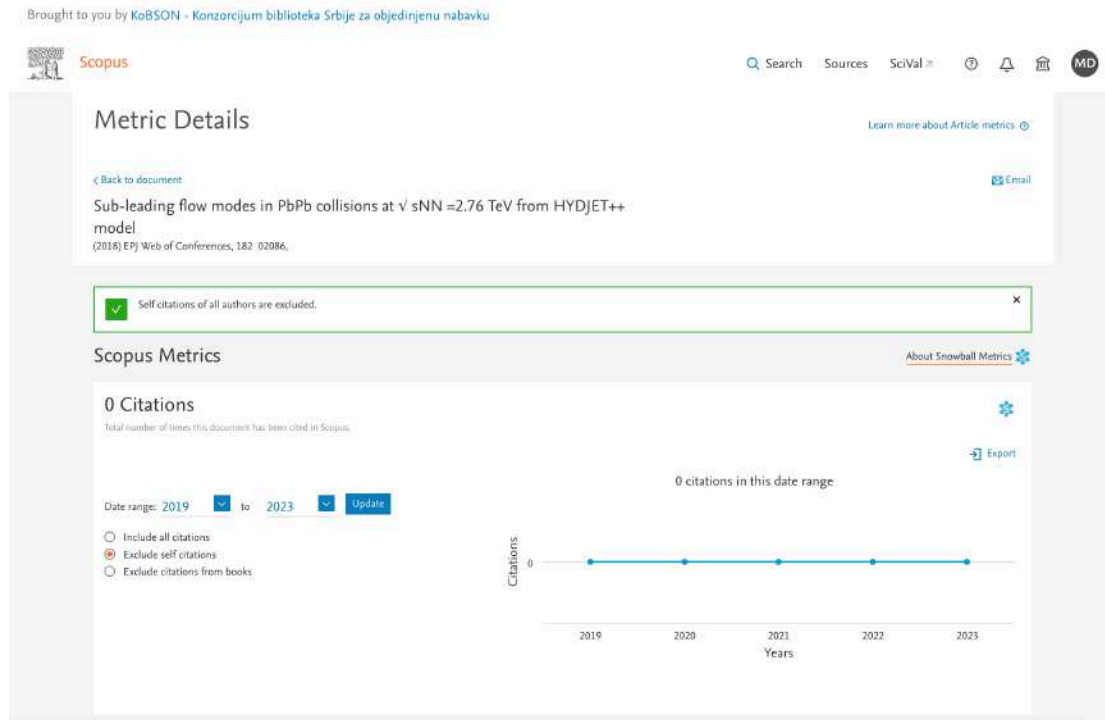 Brought to you by KoBSON - Konzorcijum biblioteka Srbije za objedinjenu nabavku
Scopus
Search Sources SciVal MD
Metric Details
Learn more about Article metrics
Back to document
Email
Sub-leading flow modes in PbPb collisions at √ sNN =2.76 TeV from HYDJET++
model
(2018) EPJ Web of Conferences, 182 02086,
Self citations of all authors are excluded.
Scopus Metrics
About Snowball Metrics
0 Citations
Total number of times this document has been cited in Scopus.
Export
0 citations in this date range
Date range: 2019 to 2023 Update
Include all citations
Exclude self citations
Exclude citations from books
Citations
0
2019 2020 2021 2022 2023
Years